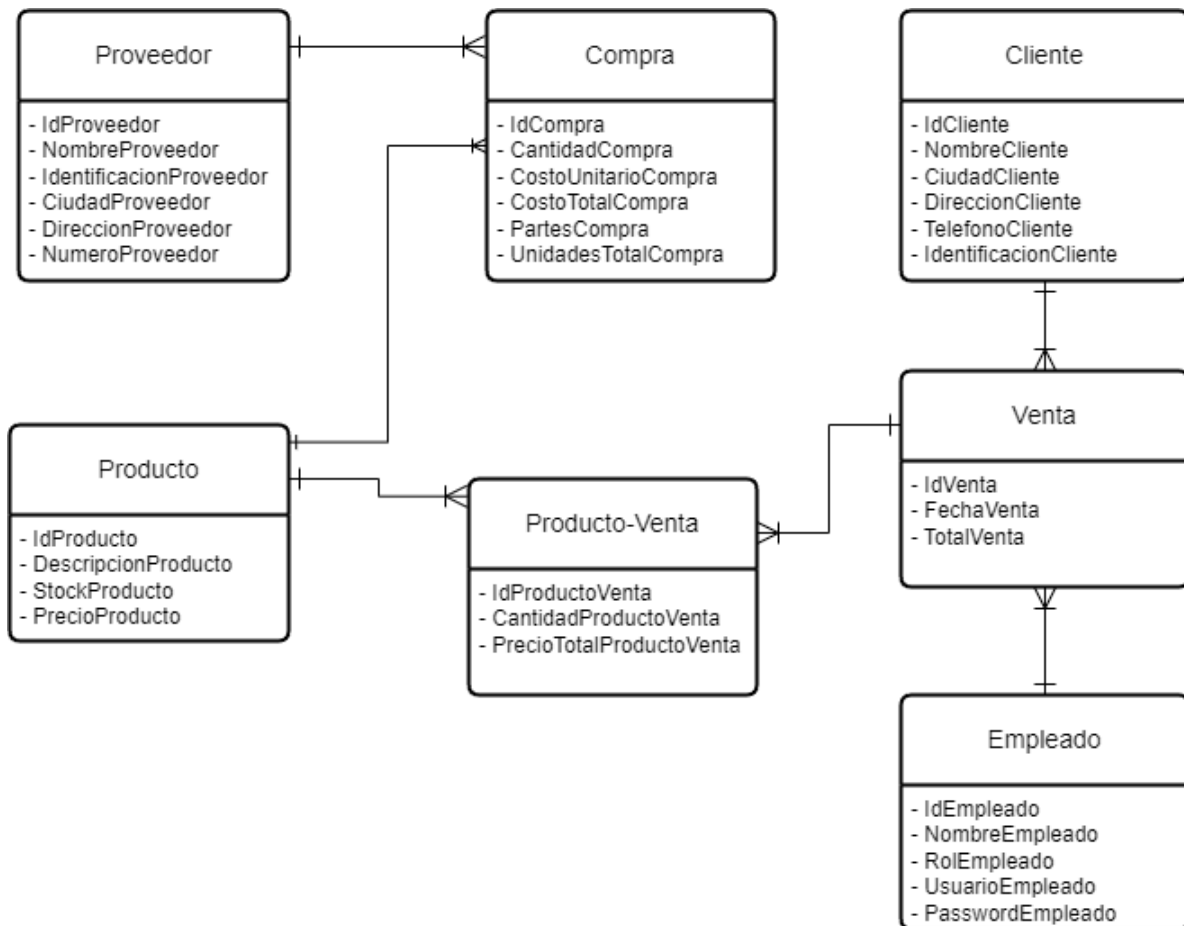 Proveedor
- IdProveedor
- NombreProveedor
- IdentificacionProveedor
- CiudadProveedor
- DireccionProveedor
- NumeroProveedor
Compra
- IdCompra
- CantidadCompra
- CostoUnitarioCompra
- CostoTotalCompra
- PartesCompra
- UnidadesTotalCompra
Cliente
- IdCliente
- NombreCliente
- CiudadCliente
- DireccionCliente
- TelefonoCliente
- IdentificacionCliente
Producto
- IdProducto
- DescripcionProducto
- StockProducto
- PrecioProducto
Producto-Venta
- IdProductoVenta
- CantidadProductoVenta
- PrecioTotalProductoVenta
Venta
- IdVenta
- FechaVenta
- TotalVenta
Empleado
- IdEmpleado
- NombreEmpleado
- RolEmpleado
- UsuarioEmpleado
- PasswordEmpleado